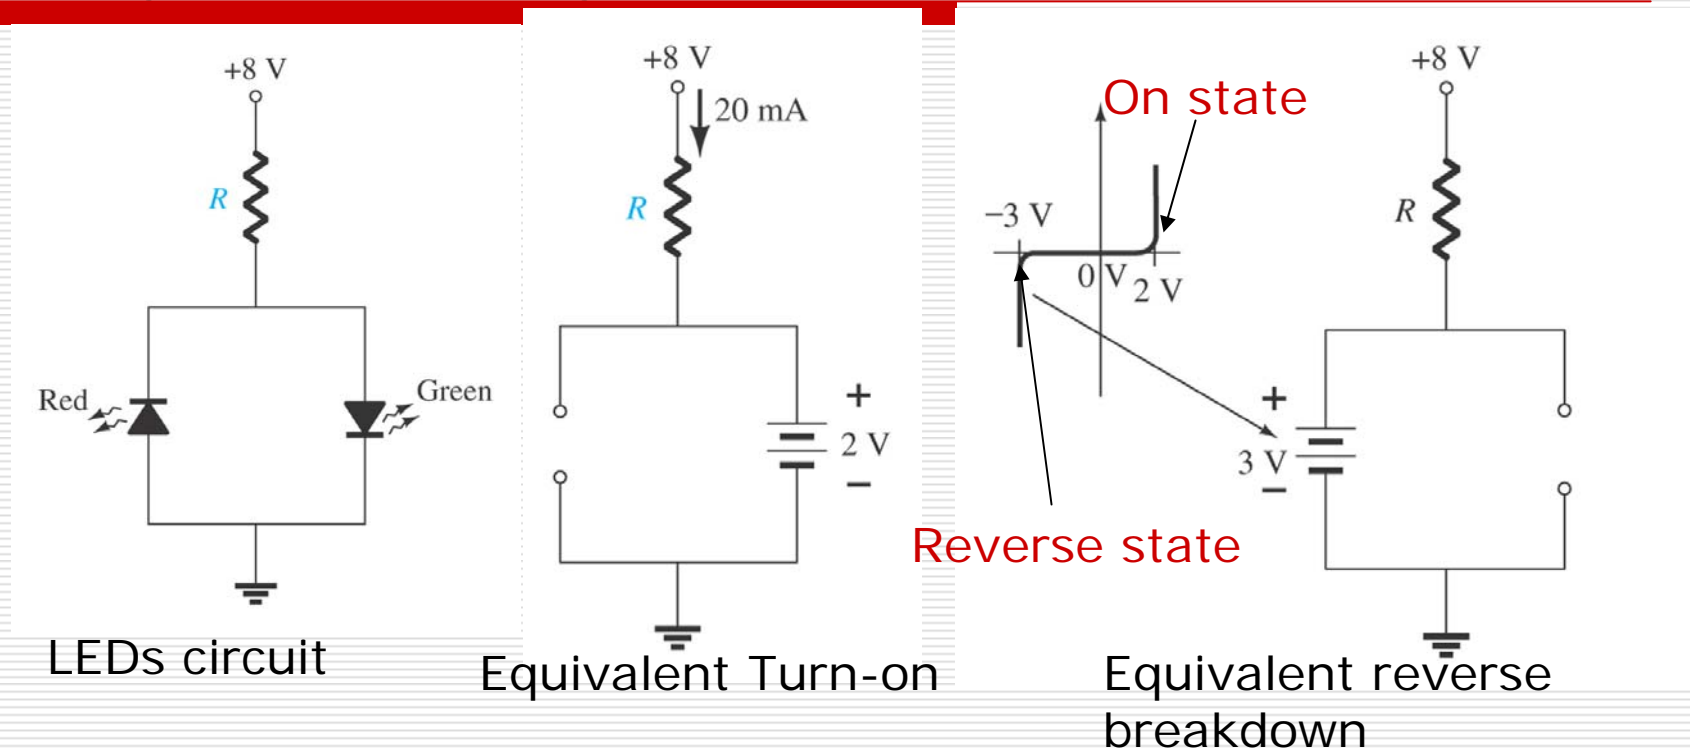 +8 V
R
Red
Green
LEDs circuit
+8 V
20 mA
R
+
2 V
−
Equivalent Turn-on
On state
−3 V
0 V
2 V
Reverse state
+8 V
R
+
3 V
−
Equivalent reverse
breakdown